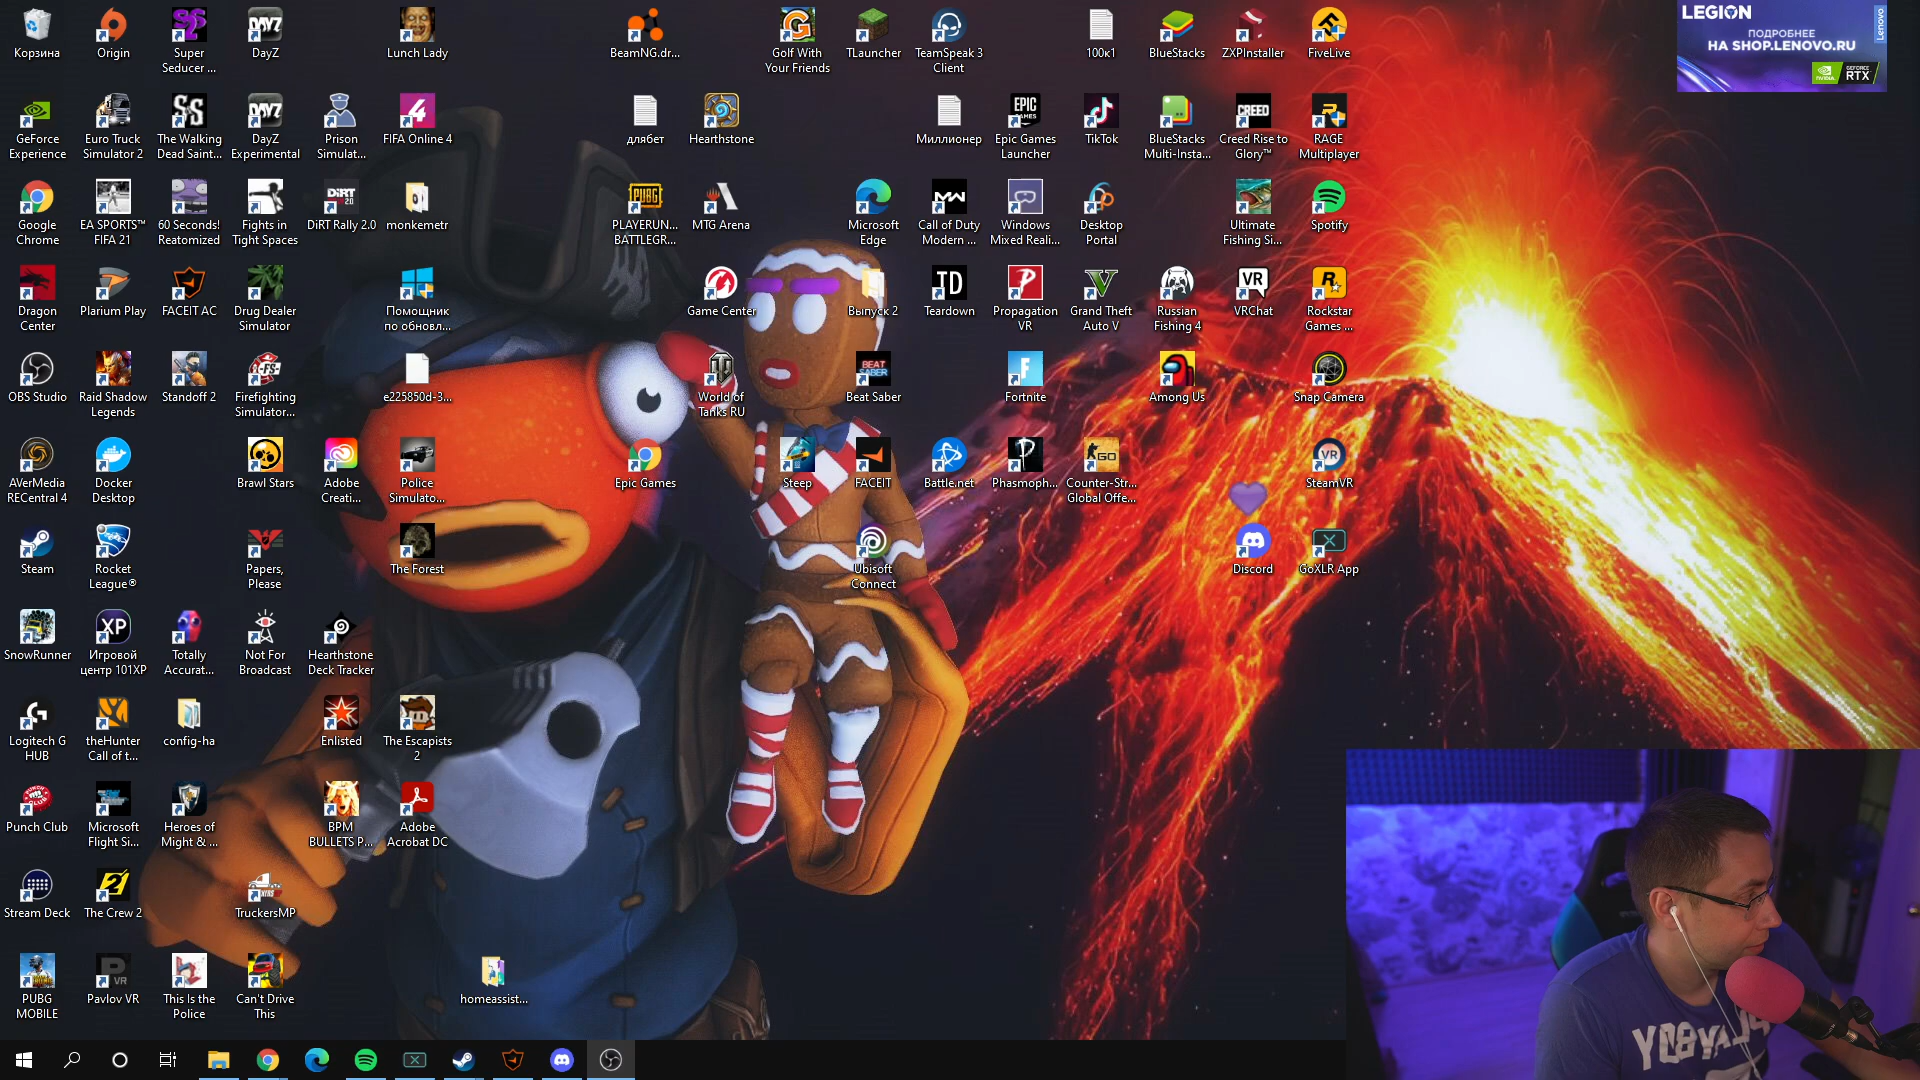 Корзина
Origin
Super
Seducer ...
DayZ
Lunch Lady
BeamNG.dr...
Golf With
Your Friends
TLauncher
TeamSpeak 3
Client
100к1
BlueStacks
ZXPInstaller
FiveLive
LEGION
ПОДРОБНЕЕ
НА SHOP.LENOVO.RU
Lenovo
NVIDIA
GEFORCE
RTX
GeForce
Experience
Euro Truck
Simulator 2
The Walking
Dead Saint...
DayZ
Experimental
Prison
Simulat...
FIFA Online 4
длябет
Hearthstone
Миллионер
Epic Games
Launcher
TikTok
BlueStacks
Multi-Insta...
Creed Rise to
Glory™
RAGE
Multiplayer
Google
Chrome
EA SPORTS™
FIFA 21
60 Seconds!
Reatomized
Fights in
Tight Spaces
DiRT Rally 2.0
monkemetr
PLAYERUN...
BATTLEGR...
MTG Arena
Microsoft
Edge
Call of Duty
Modern ...
Windows
Mixed Reali...
Desktop
Portal
Ultimate
Fishing Si...
Spotify
Dragon
Center
Plarium Play
FACEIT AC
Drug Dealer
Simulator
Помощник
по обновл...
Game Center
Выпуск 2
Teardown
Propagation
VR
Grand Theft
Auto V
Russian
Fishing 4
VRChat
Rockstar
Games ...
OBS Studio
Raid Shadow
Legends
Standoff 2
Firefighting
Simulator...
e225850d-3...
World of
Tanks RU
Beat Saber
Fortnite
Among Us
Snap Camera
AVerMedia
RECentral 4
Docker
Desktop
Brawl Stars
Adobe
Creati...
Police
Simulato...
Epic Games
Steep
FACEIT
Battle.net
Phasmoph...
Counter-Str...
Global Offe...
SteamVR
Steam
Rocket
League®
Papers,
Please
The Forest
Ubisoft
Connect
Discord
GoXLR App
SnowRunner
Игровой
центр 101XP
Totally
Accurat...
Not For
Broadcast
Hearthstone
Deck Tracker
Logitech G
HUB
theHunter
Call of t...
config-ha
Enlisted
The Escapists
2
Punch Club
Microsoft
Flight Si...
Heroes of
Might & ...
BPM
BULLETS P...
Adobe
Acrobat DC
Stream Deck
The Crew 2
TruckersMP
PUBG
MOBILE
Pavlov VR
This Is the
Police
Can't Drive
This
homeassist...